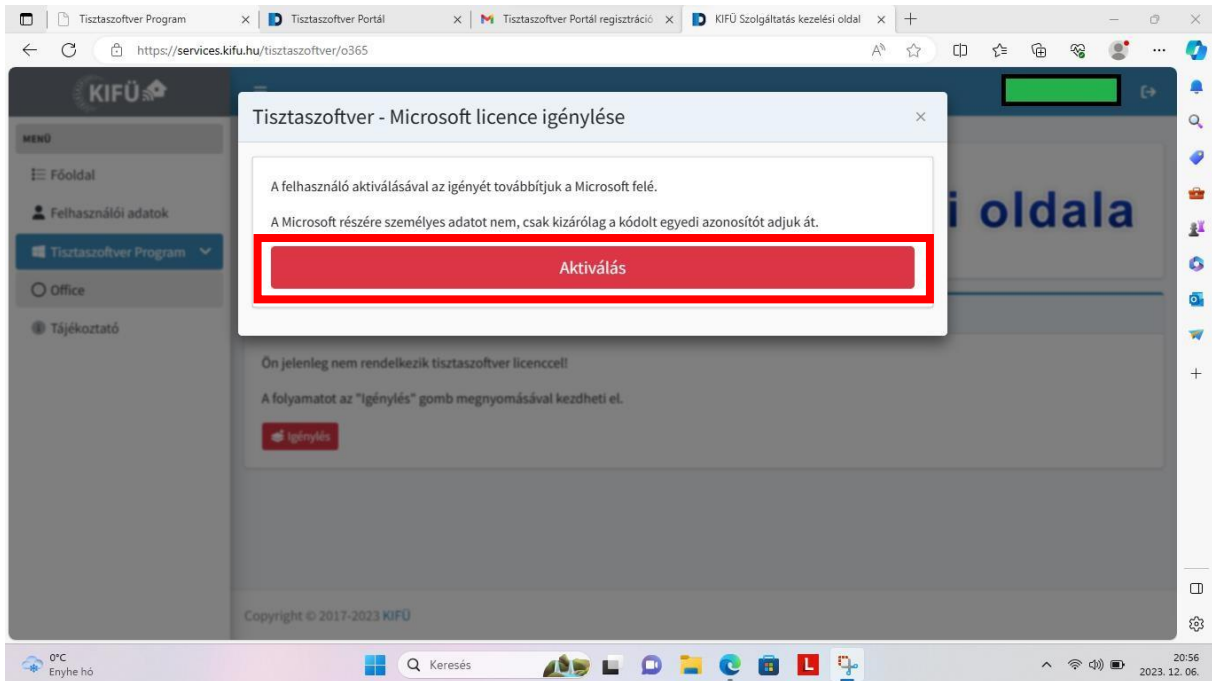 Tisztaszoftver Program
Tisztaszoftver Portál
Tisztaszoftver Portál regisztráció
KIFÜ Szolgáltatás kezelési oldal
https://services.kifu.hu/tisztaszoftver/o365
KIFÜ
MENÜ
Főoldal
Felhasználói adatok
Tisztaszoftver Program
Office
Tájékoztató
Tisztaszoftver - Microsoft licence igénylése
A felhasználó aktiválásával az igényét továbbítjuk a Microsoft felé.
A Microsoft részére személyes adatot nem, csak kizárólag a kódolt egyedi azonosítót adjuk át.
Aktiválás
i oldala
Ön jelenleg nem rendelkezik tisztaszoftver licenccel!
A folyamatot az "Igénylés" gomb megnyomásával kezdheti el.
Igénylés
Copyright © 2017-2023 KIFÜ
0°C
Enyhe hó
Keresés
20:56
2023. 12. 06.